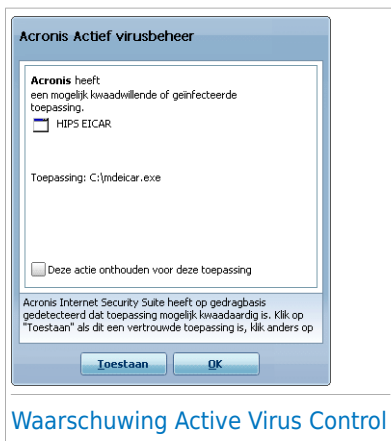 Acronis Actief virusbeheer
Acronis heeft
een mogelijk kwaadwillende of geïnfecteerde
toepassing.
HIPS EICAR
Toepassing: C:\mdeicar.exe
Deze actie onthouden voor deze toepassing
Acronis Internet Security Suite heeft op gedragbasis
gedetecteerd dat toepassing mogelijk kwaadaardig is. Klik op
"Toestaan" als dit een vertrouwde toepassing is, klik anders op
Toestaan
OK
Waarschuwing Active Virus Control